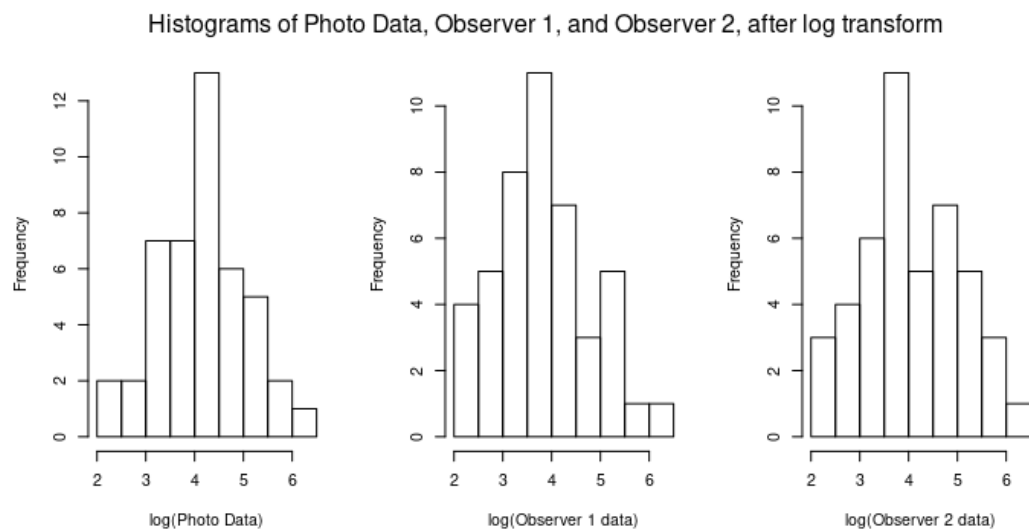 Histograms of Photo Data, Observer 1, and Observer 2, after log transform
Frequency
0 2 4 6 8 10 12
2 3 4 5 6
log(Photo Data)
Frequency
0 2 4 6 8 10
2 3 4 5 6
log(Observer 1 data)
Frequency
0 2 4 6 8 10
2 3 4 5 6
log(Observer 2 data)